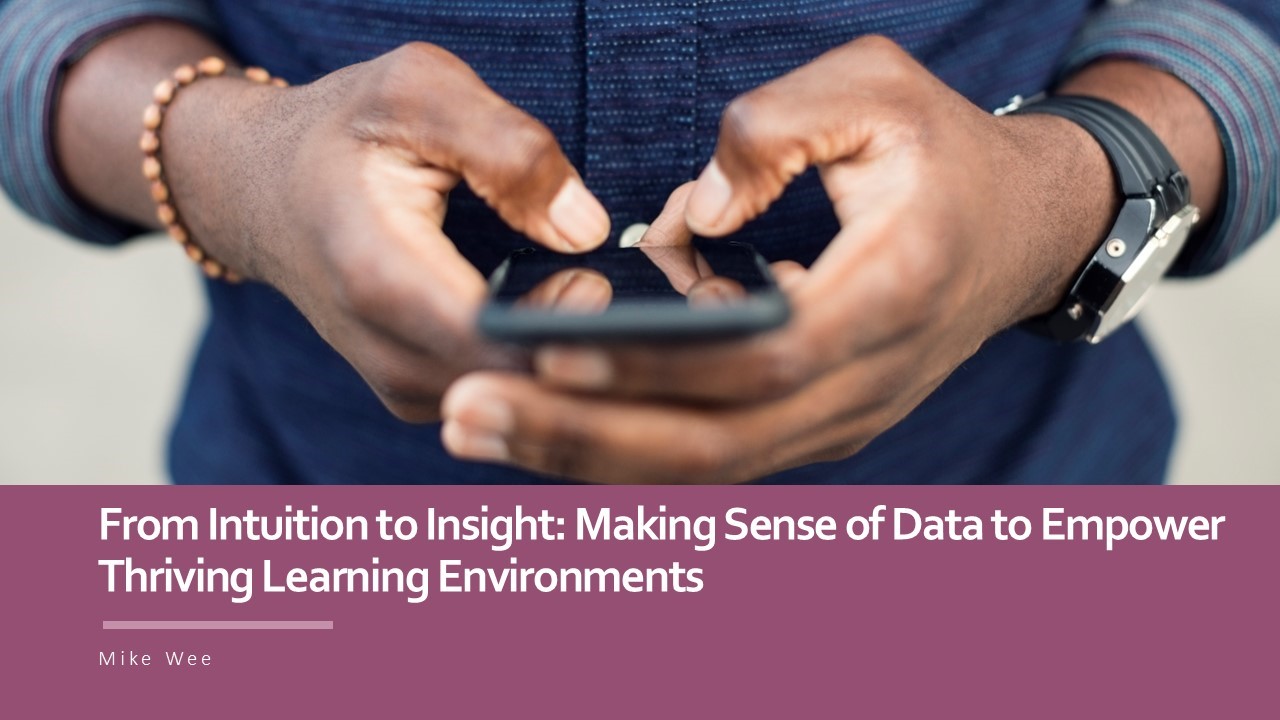 From Intuition to Insight: Making Sense of Data to Empower
Thriving Learning Environments
Mike Wee